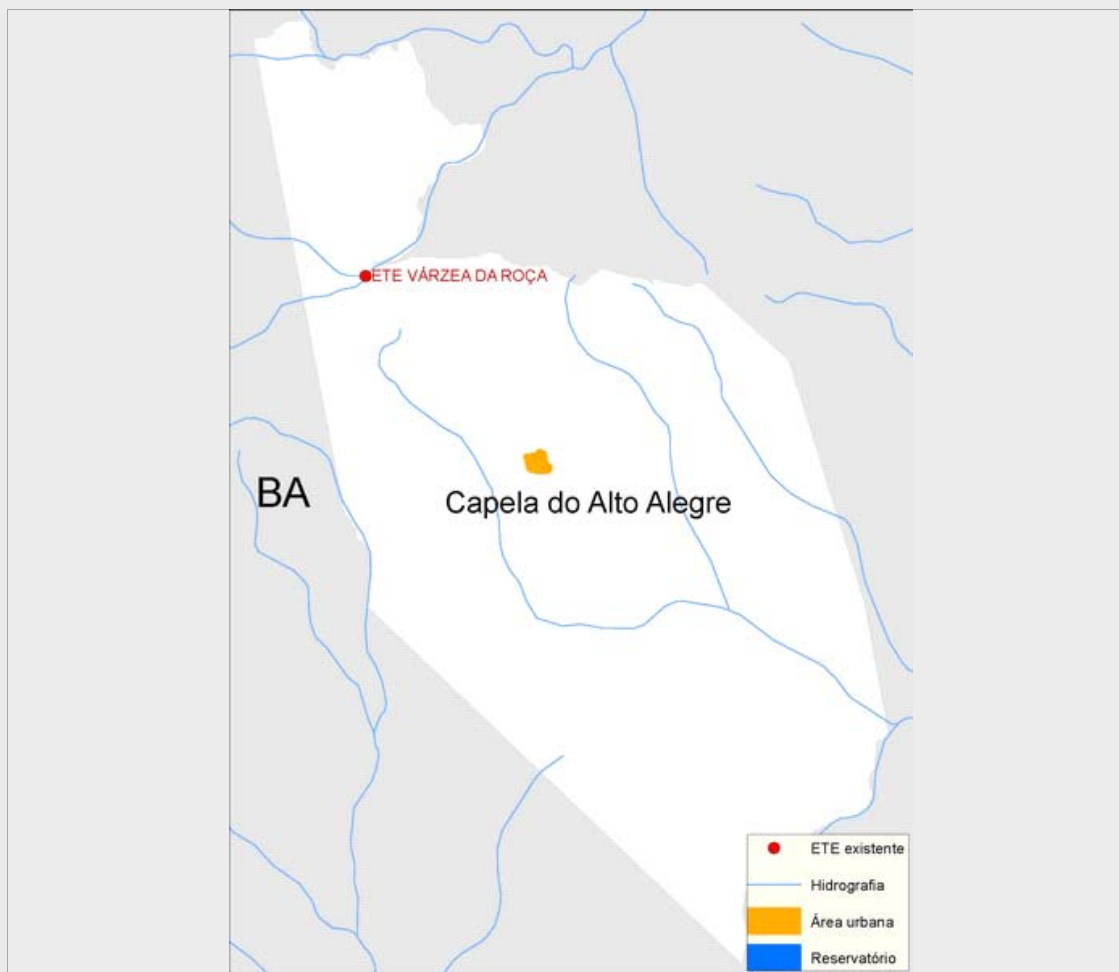 ETE VÁRZEA DA ROÇA
BA
Capela do Alto Alegre
ETE existente
Hidrografia
Área urbana
Reservatório